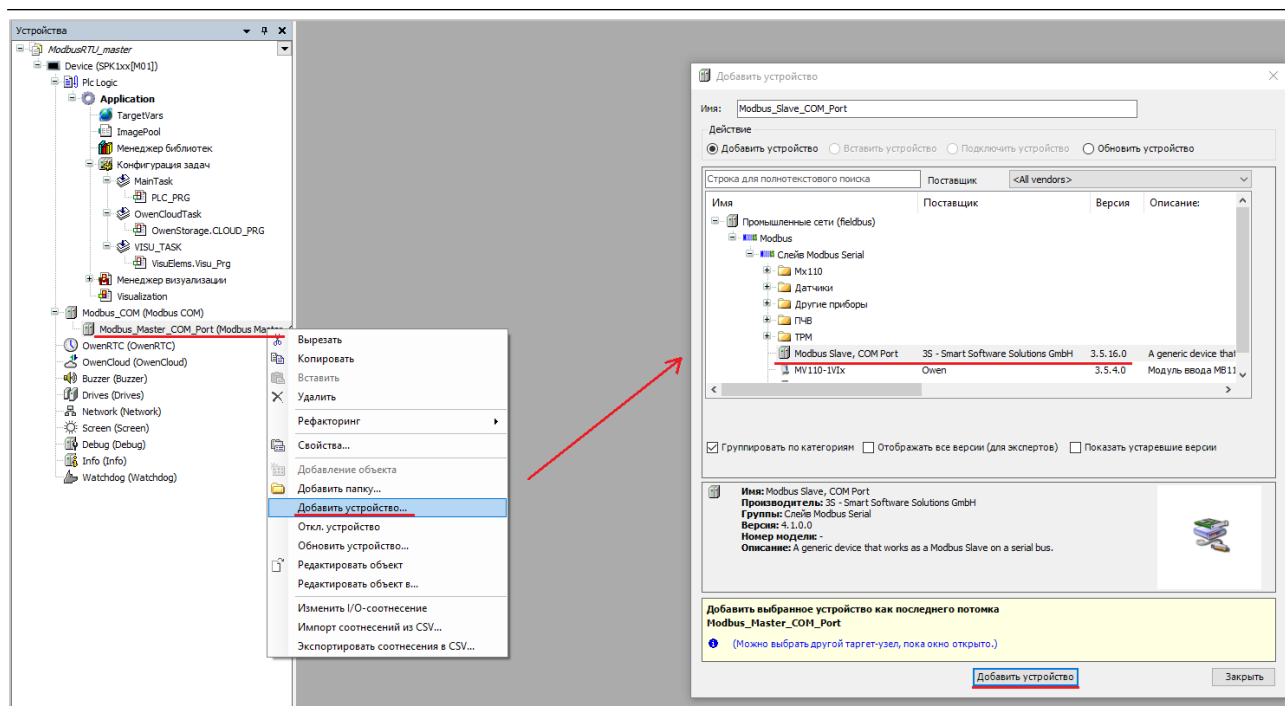 Устройства
ModbusRTU_master
Device (SPK1xx[M01])
Plc Logic
Application
TargetVars
ImagePool
Менеджер библиотек
Конфигурация задач
MainTask
PLC_PRG
OwenCloudTask
OwenStorage.CLOUD_PRG
VISU_TASK
VisuElems.Visu_Prg
Менеджер визуализации
Visualization
Modbus_COM (Modbus COM)
Modbus_Master_COM_Port (Modbus Master,
OwenRTC (OwenRTC)
OwenCloud (OwenCloud)
Buzzer (Buzzer)
Drives (Drives)
Network (Network)
Screen (Screen)
Debug (Debug)
Info (Info)
Watchdog (Watchdog)
Вырезать
Копировать
Вставить
Удалить
Рефакторинг
Свойства...
Добавление объекта
Добавить папку...
Добавить устройство...
Откл. устройство
Обновить устройство...
Редактировать объект
Редактировать объект в...
Изменить I/O-соотнесение
Импорт соотнесений из CSV...
Экспортировать соотнесения в CSV...
Добавить устройство
Имя: Modbus_Slave_COM_Port
Действие
Добавить устройство Вставить устройство Подключить устройство Обновить устройство
Строка для полнотекстового поиска Поставщик <All vendors>
Имя Поставщик Версия Описание:
Промышленные сети (fieldbus)
Modbus
Слейв Modbus Serial
Mx110
Датчики
Другие приборы
ПЧВ
ТРМ
Modbus Slave, COM Port 3S - Smart Software Solutions GmbH 3.5.16.0 A generic device that
MV110-1VIx Owen 3.5.4.0 Модуль ввода МВ11
Группировать по категориям Отображать все версии (для экспертов) Показать устаревшие версии
Имя: Modbus Slave, COM Port
Производитель: 3S - Smart Software Solutions GmbH
Группы: Слейв Modbus Serial
Версия: 4.1.0.0
Номер модели: -
Описание: A generic device that works as a Modbus Slave on a serial bus.
Добавить выбранное устройство как последнего потомка
Modbus_Master_COM_Port
(Можно выбрать другой таргет-узел, пока окно открыто.)
Добавить устройство Закрыть